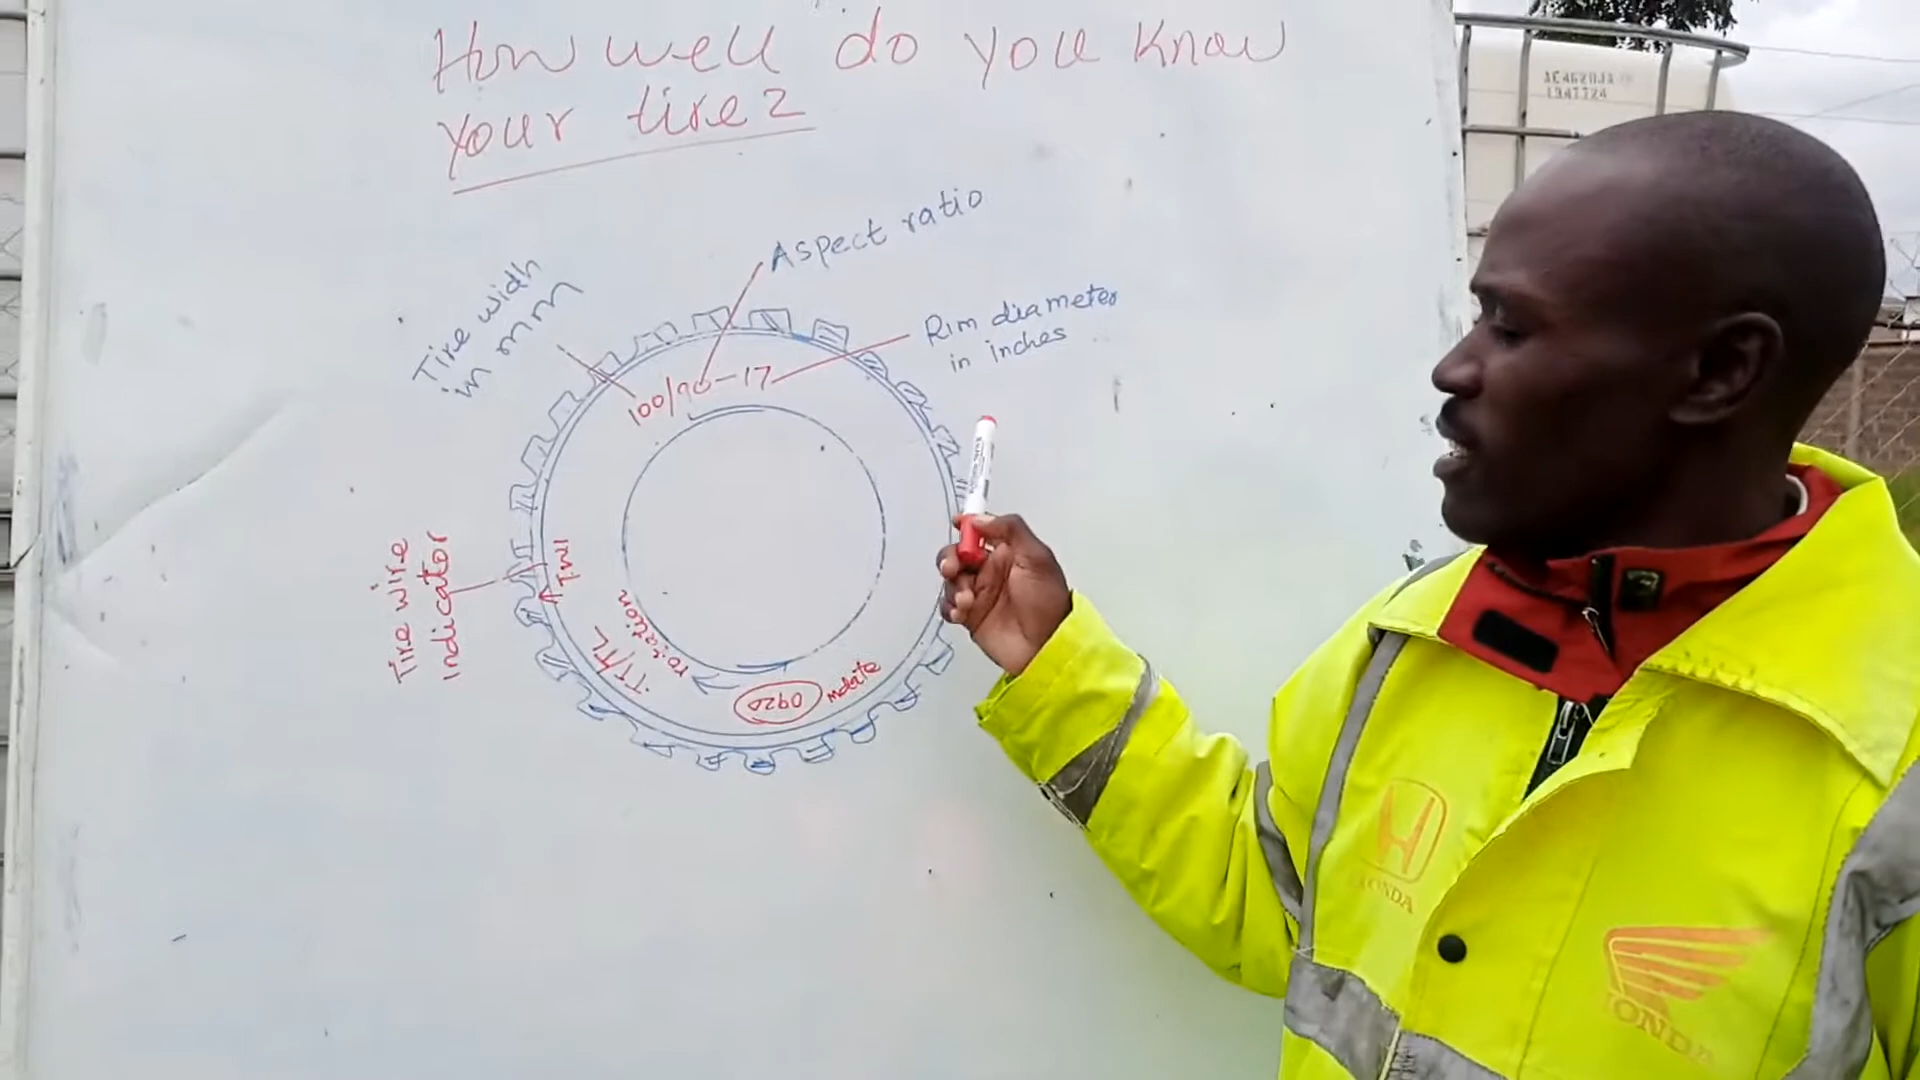 How well do you know
your tire?
Aspect ratio
Tire width
in mm
Rim diameter
in inches
100/90-17
Tire wire
indicator
TWI
TT/TL
rotation
0920
mdate
HONDA
HONDA